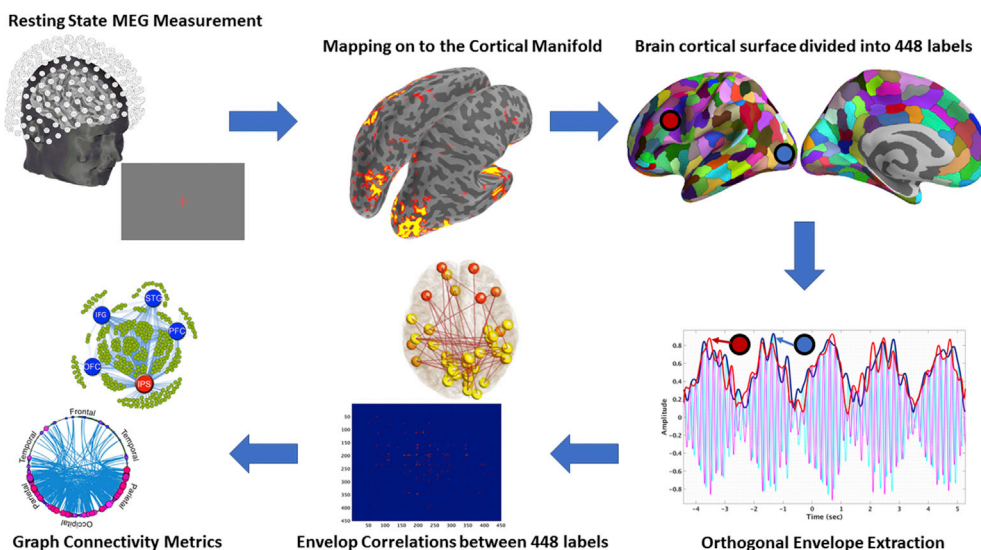 Resting State MEG Measurement
Mapping on to the Cortical Manifold
Brain cortical surface divided into 448 labels
STG
IFG
PFC
OFC
IPS
Frontal
Temporal
Temporal
Parietal
Parietal
Occipital
Graph Connectivity Metrics
50
100
150
200
250
300
350
400
450
50 100 150 200 250 300 350 400 450
Envelop Correlations between 448 labels
0.8
0.6
0.4
0.2
0
-0.2
-0.4
-0.6
-0.8
Amplitude
-4 -3 -2 -1 0 1 2 3 4 5
Time (sec)
Orthogonal Envelope Extraction